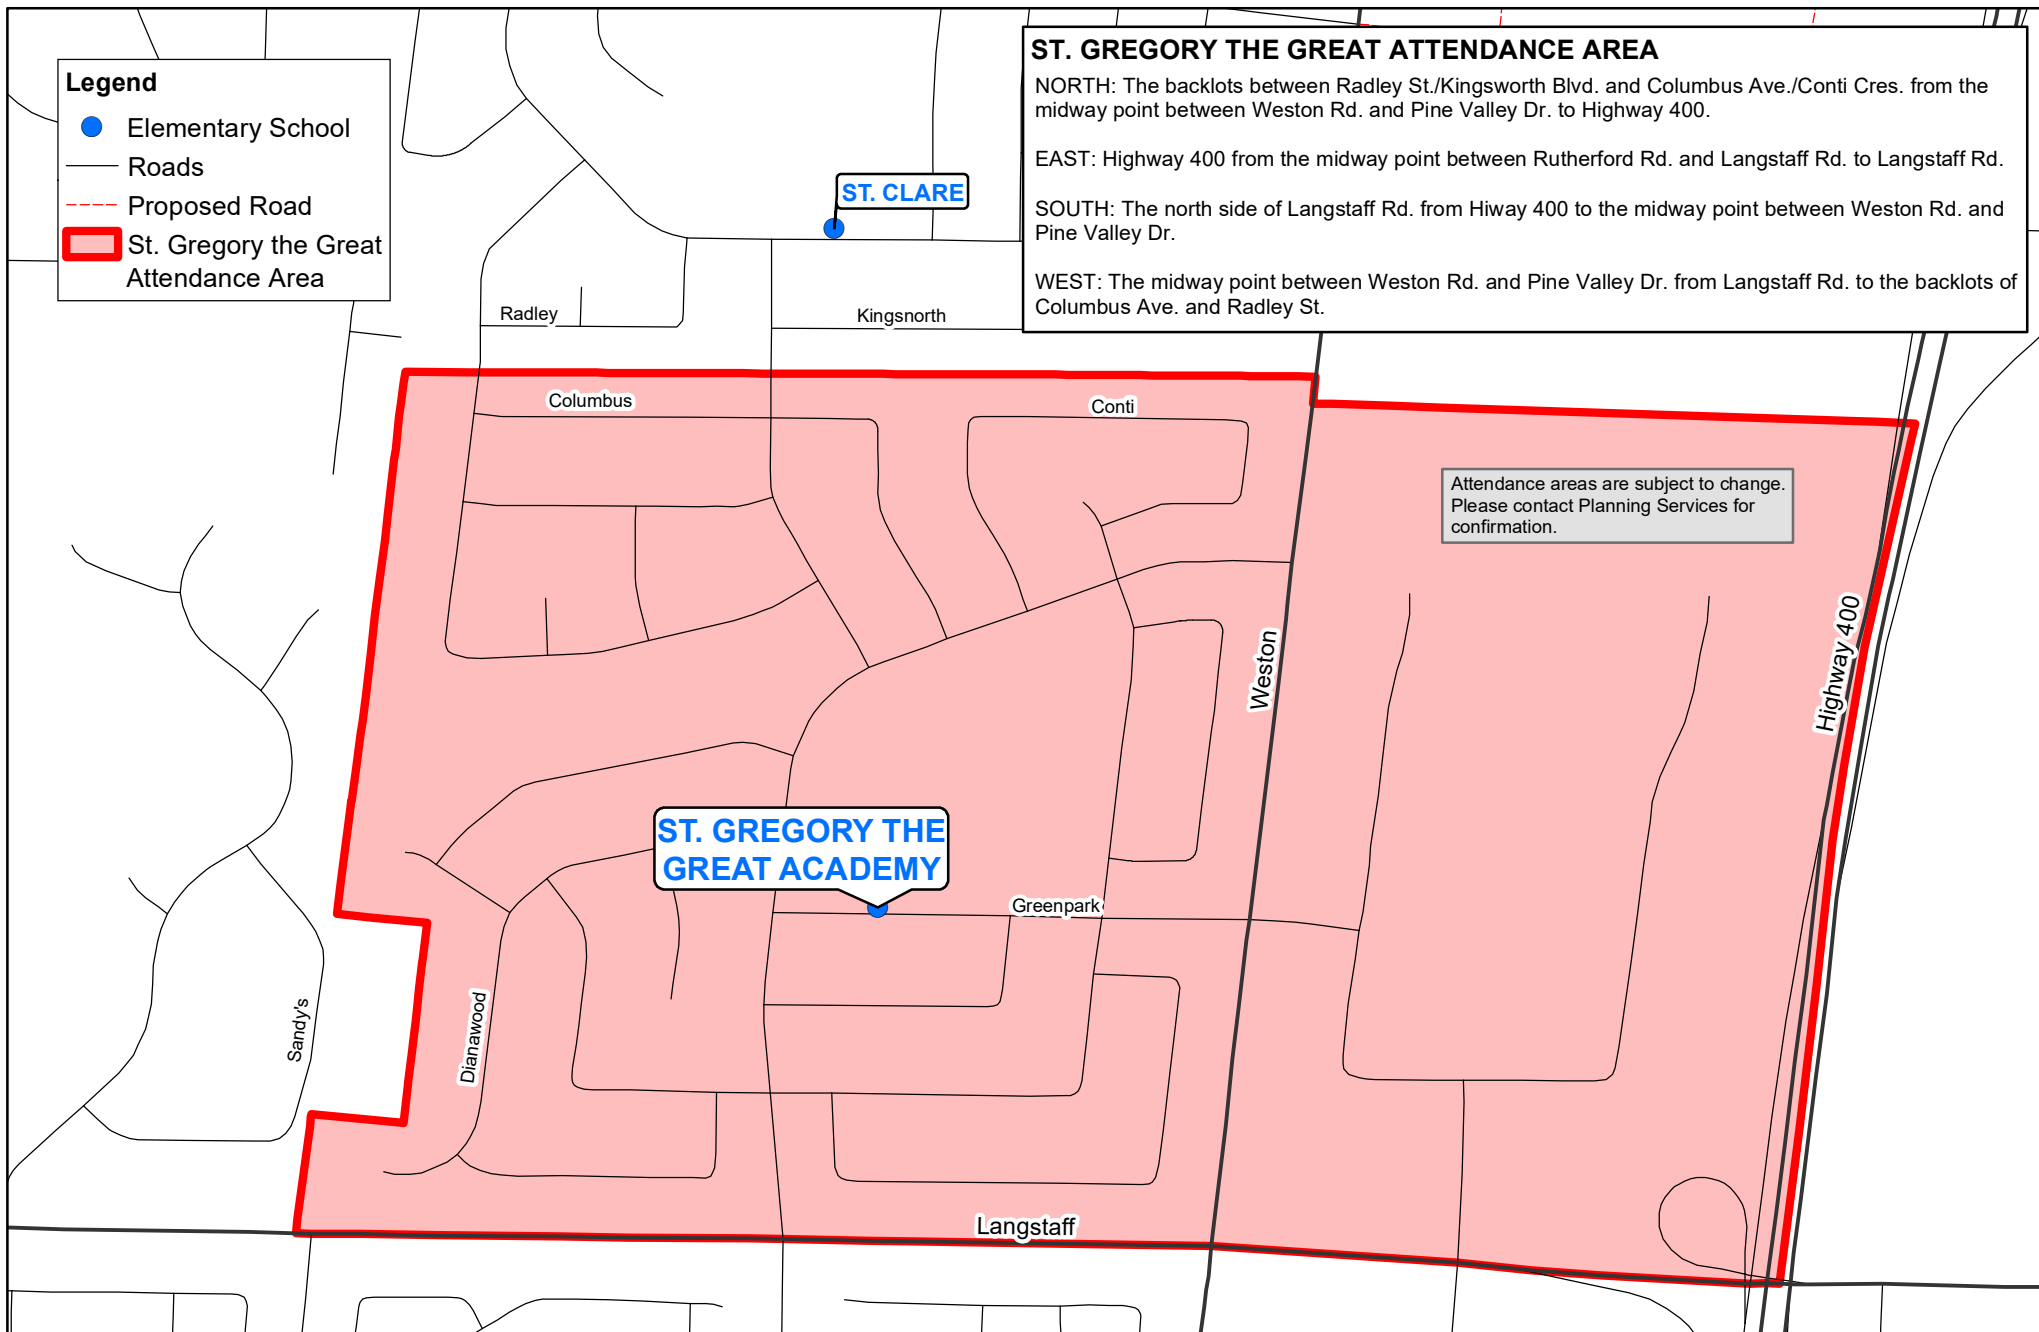 Legend
Elementary School
Roads
Proposed Road
St. Gregory the Great
Attendance Area
ST. GREGORY THE GREAT ATTENDANCE AREA
NORTH: The backlots between Radley St./Kingsworth Blvd. and Columbus Ave./Conti Cres. from the
midway point between Weston Rd. and Pine Valley Dr. to Highway 400.
EAST: Highway 400 from the midway point between Rutherford Rd. and Langstaff Rd. to Langstaff Rd.
SOUTH: The north side of Langstaff Rd. from Hiway 400 to the midway point between Weston Rd. and
Pine Valley Dr.
WEST: The midway point between Weston Rd. and Pine Valley Dr. from Langstaff Rd. to the backlots of
Columbus Ave. and Radley St.
ST. CLARE
Radley
Kingsnorth
Columbus
Conti
Attendance areas are subject to change.
Please contact Planning Services for
confirmation.
Weston
Highway 400
ST. GREGORY THE
GREAT ACADEMY
Greenpark
Sandy's
Dianawood
Langstaff